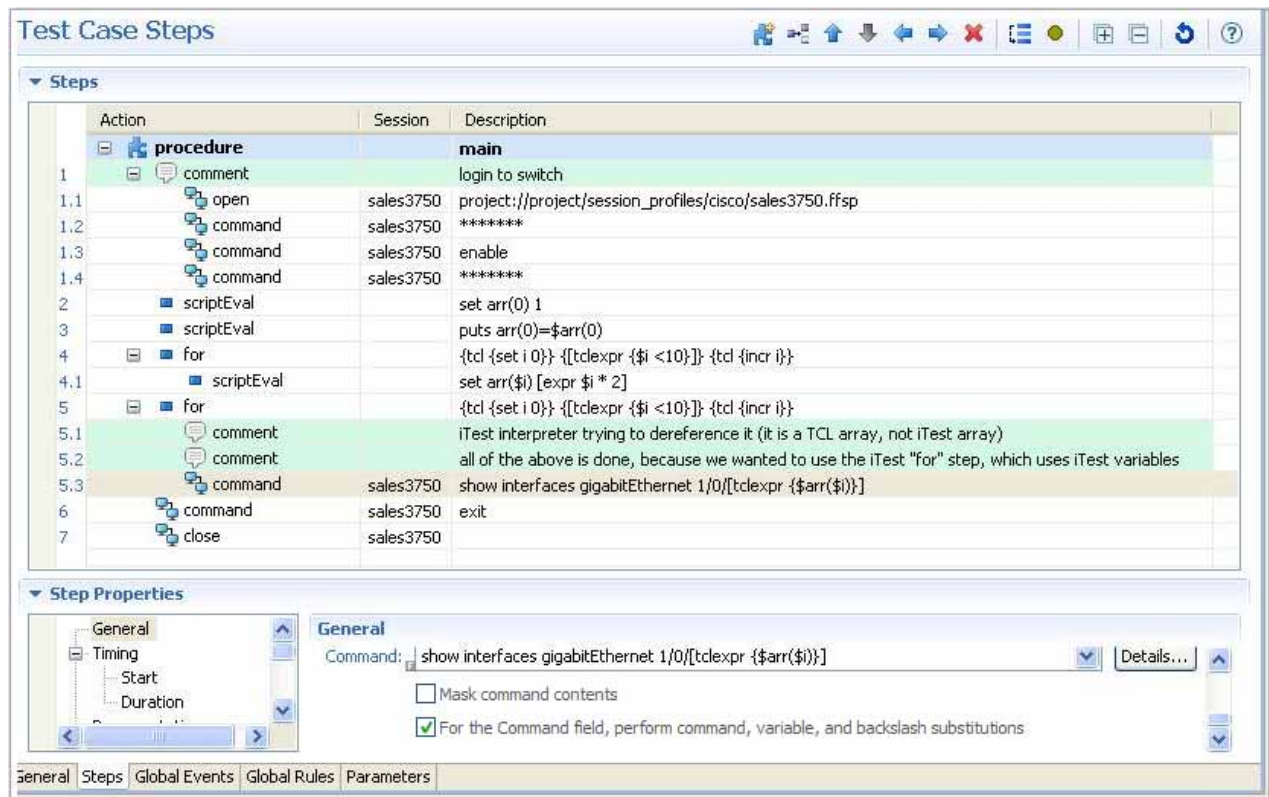 Test Case Steps
Steps
Action Session Description
procedure main
1 comment login to switch
1.1 open sales3750 project://project/session_profiles/cisco/sales3750.ffsp
1.2 command sales3750 *******
1.3 command sales3750 enable
1.4 command sales3750 *******
2 scriptEval set arr(0) 1
3 scriptEval puts arr(0)=$arr(0)
4 for {tcl {set i 0}} {[tclexpr {$i <10}]} {tcl {incr i}}
4.1 scriptEval set arr($i) [expr $i * 2]
5 for {tcl {set i 0}} {[tclexpr {$i <10}]} {tcl {incr i}}
5.1 comment iTest interpreter trying to dereference it (it is a TCL array, not iTest array)
5.2 comment all of the above is done, because we wanted to use the iTest "for" step, which uses iTest variables
5.3 command sales3750 show interfaces gigabitEthernet 1/0/[tclexpr {$arr($i)}]
6 command sales3750 exit
7 close sales3750
Step Properties
General
Timing
Start
Duration
General
Command: show interfaces gigabitEthernet 1/0/[tclexpr {$arr($i)}] Details...
Mask command contents
For the Command field, perform command, variable, and backslash substitutions
General Steps Global Events Global Rules Parameters